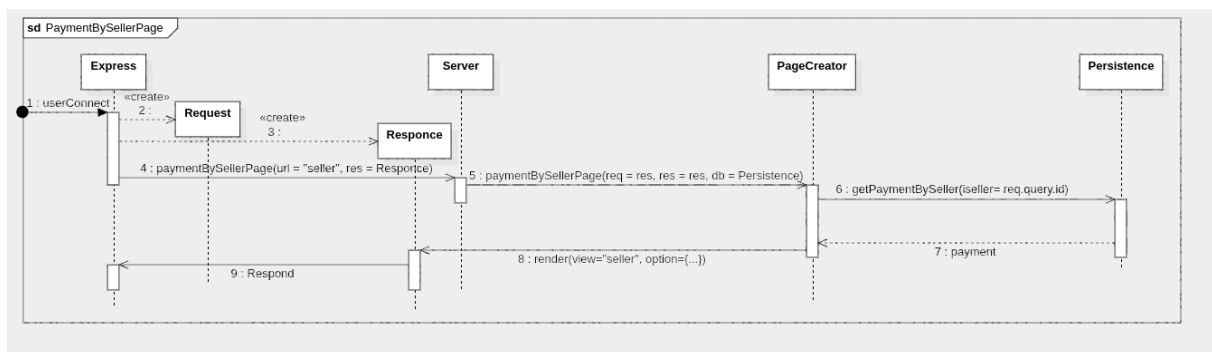 sd PaymentBySellerPage
Express
Server
PageCreator
Persistence
1 : userConnect
«create»
2 :
Request
«create»
3 :
Responce
4 : paymentBySellerPage(url = "seller", res = Responce)
5 : paymentBySellerPage(req = res, res = res, db = Persistence)
6 : getPaymentBySeller(iseller= req.query.id)
7 : payment
8 : render(view="seller", option={...})
9 : Respond